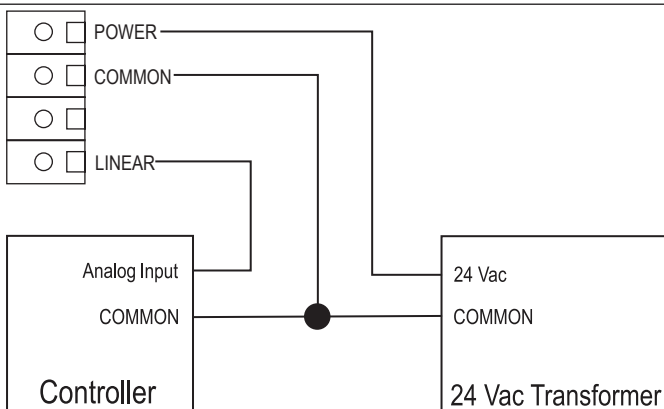 POWER
COMMON
LINEAR
Analog Input
COMMON
Controller
24 Vac
COMMON
24 Vac Transformer